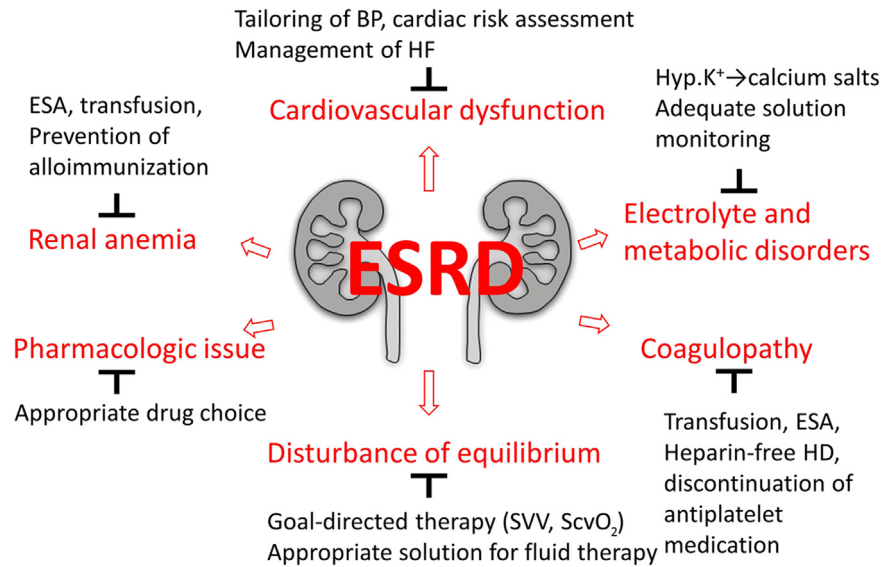 Tailoring of BP, cardiac risk assessment
Management of HF
Cardiovascular dysfunction
Hyp.K⁺→calcium salts
Adequate solution
monitoring
Electrolyte and
metabolic disorders
ESA, transfusion,
Prevention of
alloimmunization
Renal anemia
ESRD
Pharmacologic issue
Appropriate drug choice
Coagulopathy
Transfusion, ESA,
Heparin-free HD,
discontinuation of
antiplatelet
medication
Disturbance of equilibrium
Goal-directed therapy (SVV, ScvO₂)
Appropriate solution for fluid therapy